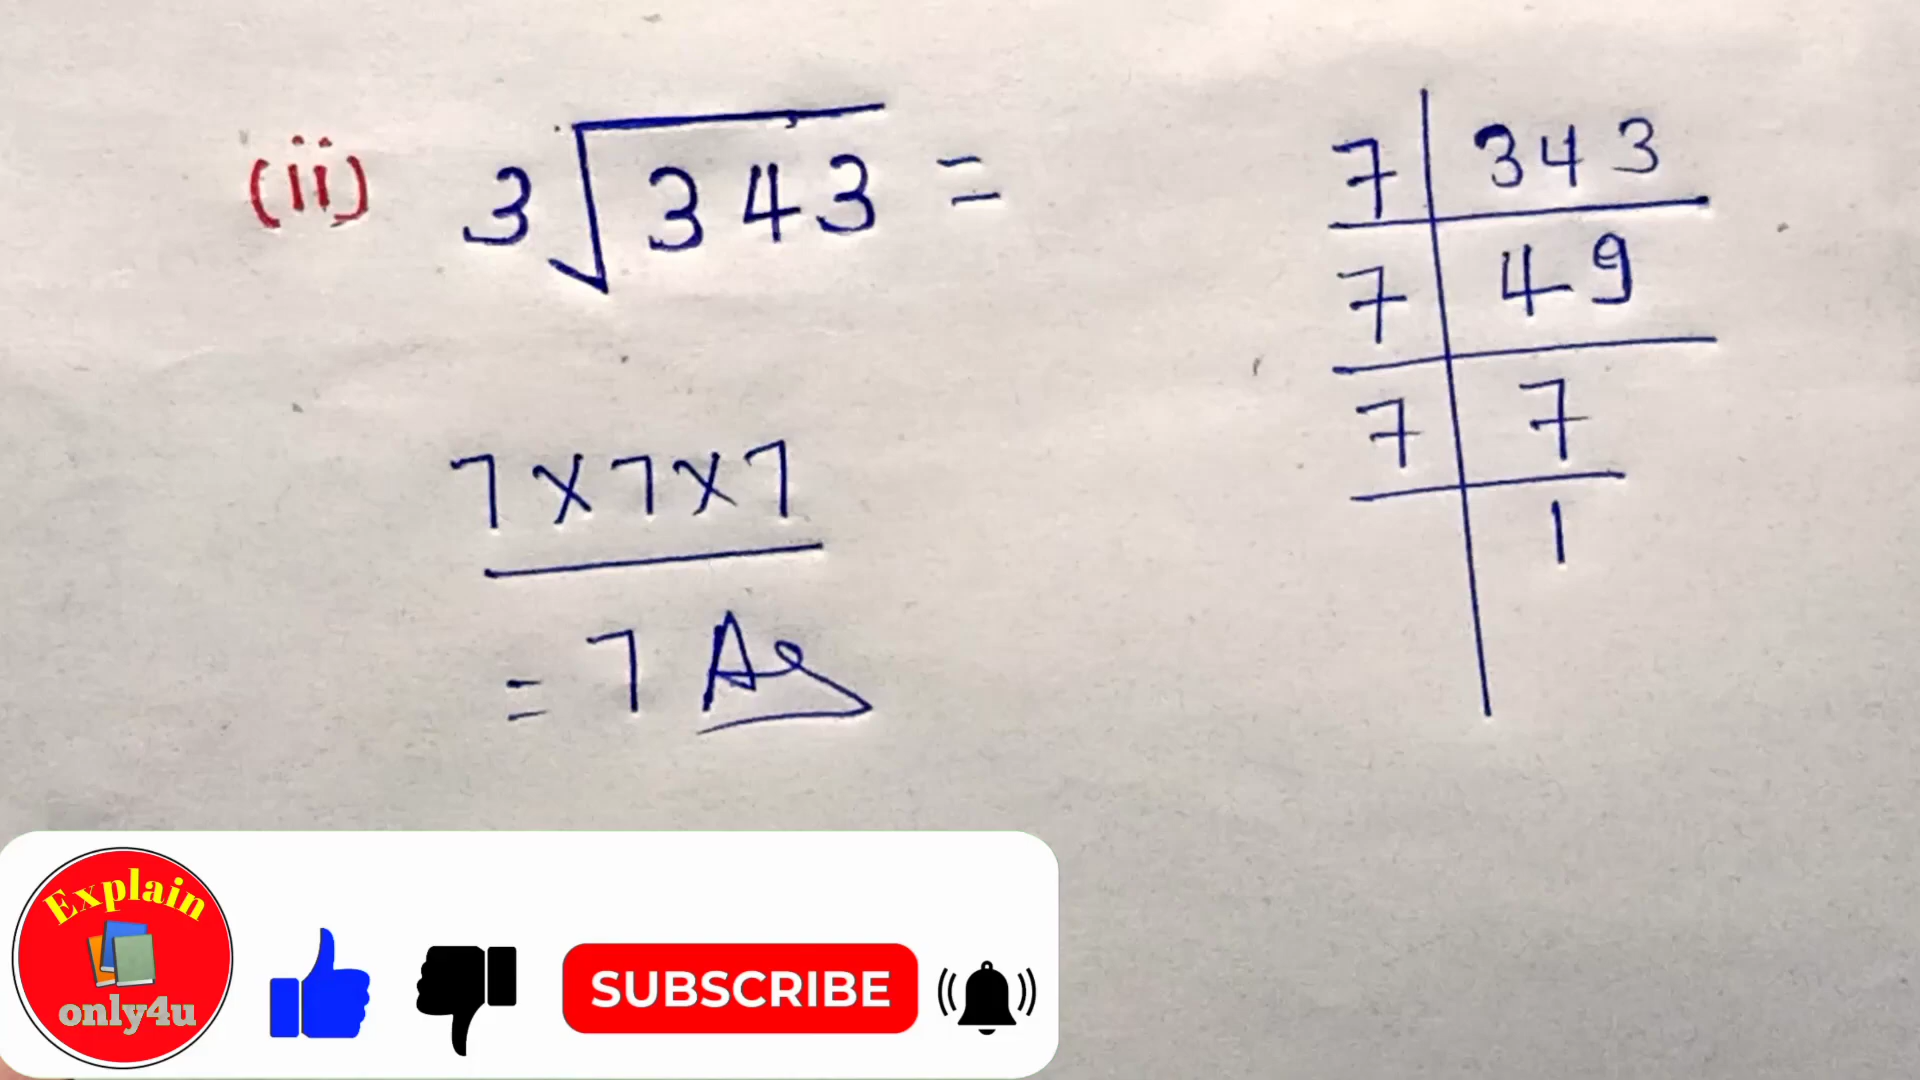 (ii) 3√343 =
7 × 7 × 7
= 7 Ans
7 | 343
7 | 49
7 | 7
1
Explain
only4u
SUBSCRIBE